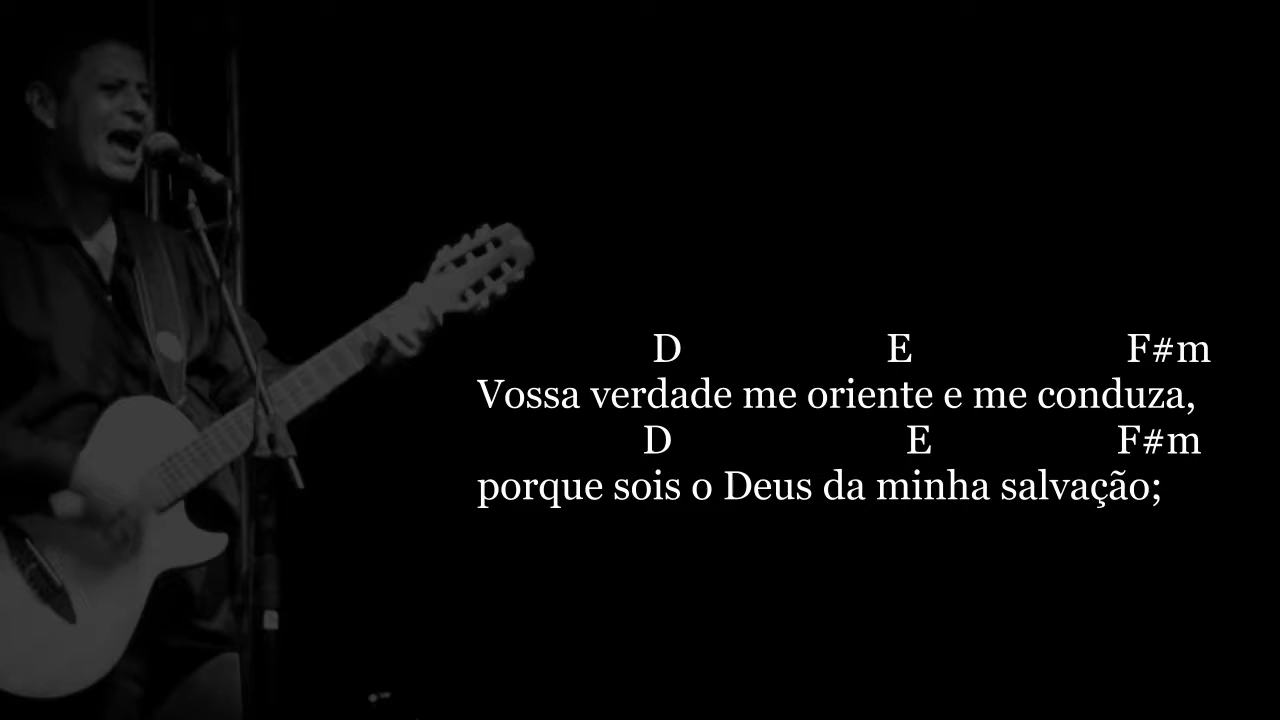 D E F#m
Vossa verdade me oriente e me conduza,
D E F#m
porque sois o Deus da minha salvação;